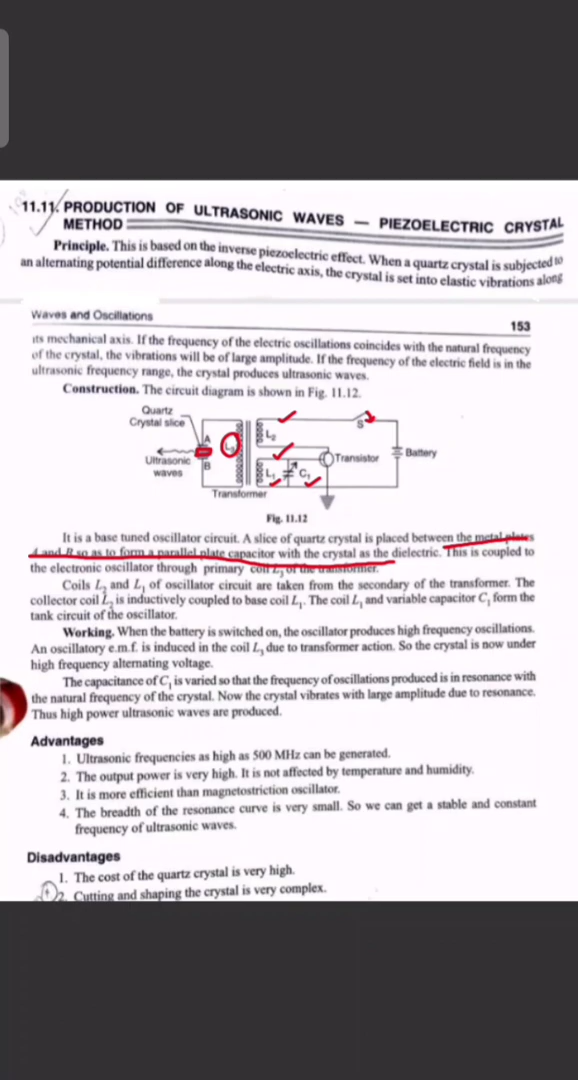 11.11. PRODUCTION OF ULTRASONIC WAVES — PIEZOELECTRIC CRYSTAL
METHOD
Principle. This is based on the inverse piezoelectric effect. When a quartz crystal is subjected to
an alternating potential difference along the electric axis, the crystal is set into elastic vibrations along
Waves and Oscillations
153
its mechanical axis. If the frequency of the electric oscillations coincides with the natural frequency
of the crystal, the vibrations will be of large amplitude. If the frequency of the electric field is in the
ultrasonic frequency range, the crystal produces ultrasonic waves.
Construction. The circuit diagram is shown in Fig. 11.12.
Quartz
Crystal slice
A
L₂
S
Ultrasonic
waves
B
L₁
C₁
Transistor
Battery
Transformer
Fig. 11.12
It is a base tuned oscillator circuit. A slice of quartz crystal is placed between the metal plates
A and B so as to form a parallel plate capacitor with the crystal as the dielectric. This is coupled to
the electronic oscillator through primary coil L₃ of the transformer.
Coils L₂ and L₁ of oscillator circuit are taken from the secondary of the transformer. The
collector coil L₂ is inductively coupled to base coil L₁. The coil L₁ and variable capacitor C₁ form the
tank circuit of the oscillator.
Working. When the battery is switched on, the oscillator produces high frequency oscillations.
An oscillatory e.m.f. is induced in the coil L₃ due to transformer action. So the crystal is now under
high frequency alternating voltage.
The capacitance of C₁ is varied so that the frequency of oscillations produced is in resonance with
the natural frequency of the crystal. Now the crystal vibrates with large amplitude due to resonance.
Thus high power ultrasonic waves are produced.
Advantages
1. Ultrasonic frequencies as high as 500 MHz can be generated.
2. The output power is very high. It is not affected by temperature and humidity.
3. It is more efficient than magnetostriction oscillator.
4. The breadth of the resonance curve is very small. So we can get a stable and constant
frequency of ultrasonic waves.
Disadvantages
1. The cost of the quartz crystal is very high.
2. Cutting and shaping the crystal is very complex.